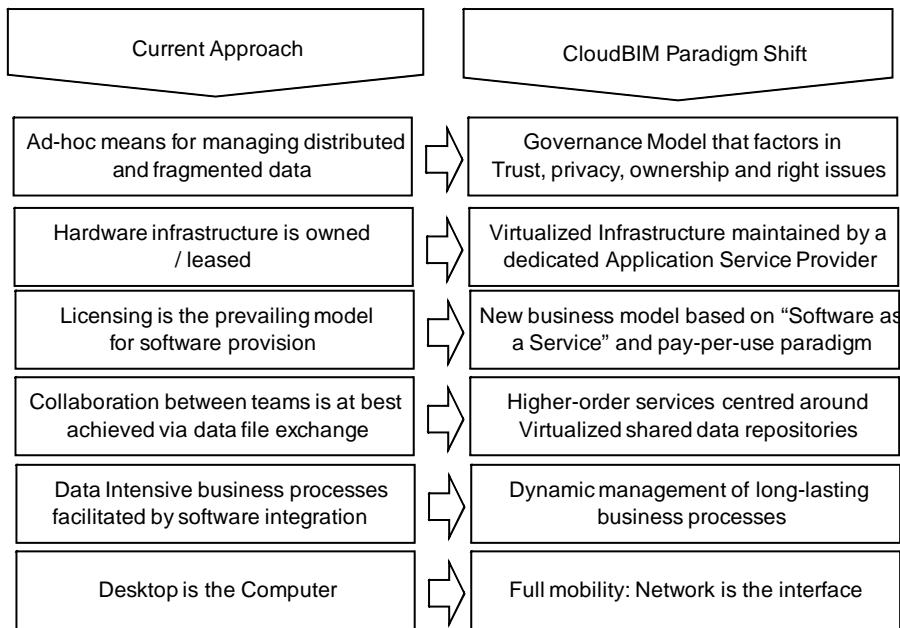 Current Approach
CloudBIM Paradigm Shift
Ad-hoc means for managing distributed
and fragmented data
Governance Model that factors in
Trust, privacy, ownership and right issues
Hardware infrastructure is owned
/ leased
Virtualized Infrastructure maintained by a
dedicated Application Service Provider
Licensing is the prevailing model
for software provision
New business model based on “Software as
a Service” and pay-per-use paradigm
Collaboration between teams is at best
achieved via data file exchange
Higher-order services centred around
Virtualized shared data repositories
Data Intensive business processes
facilitated by software integration
Dynamic management of long-lasting
business processes
Desktop is the Computer
Full mobility: Network is the interface